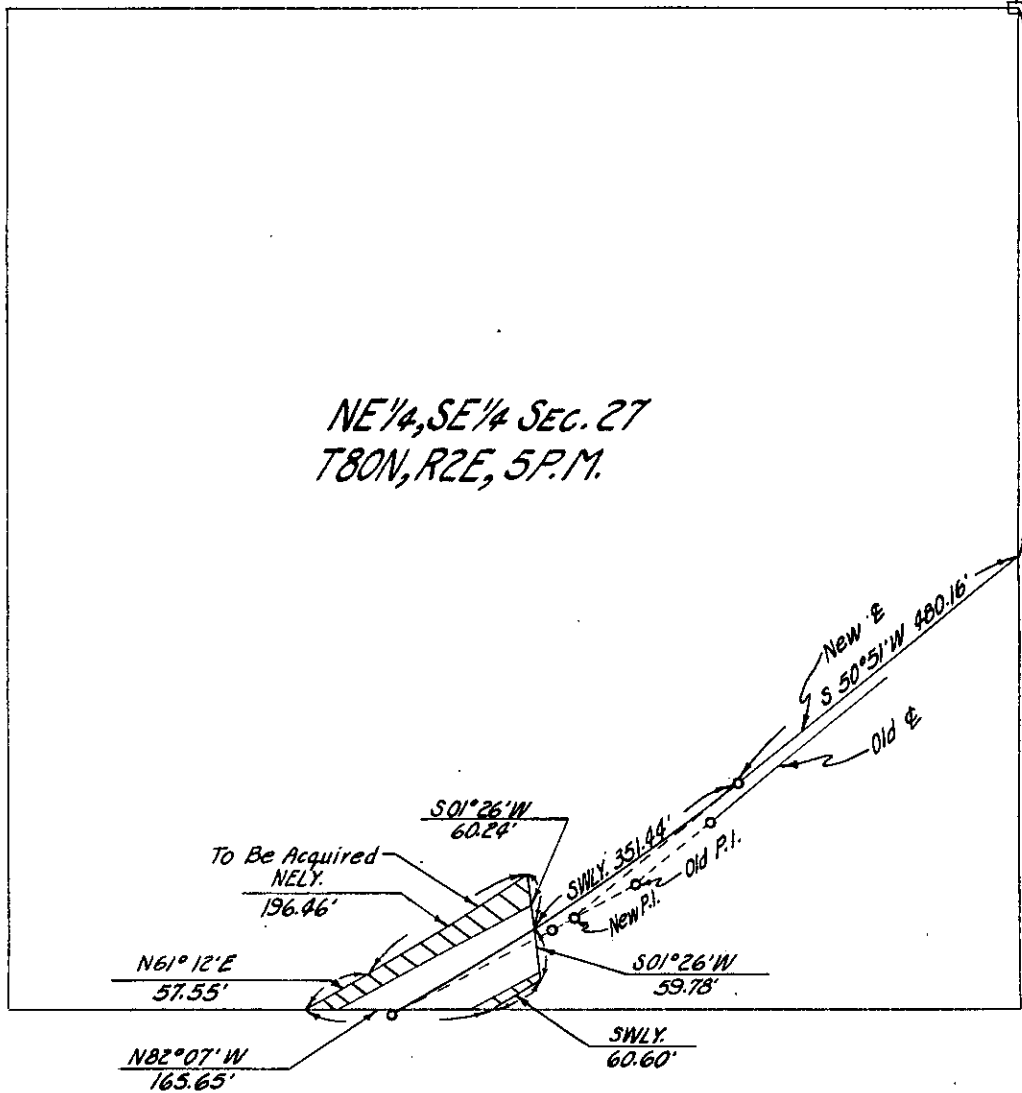 NE¼, SE¼ SEC. 27
T80N, R2E, 5P.M.
New ℄
S 50°51'W 480.16'
Old ℄
S01°26'W
60.24'
SWLY. 351.44'
To Be Acquired
NELY.
196.46'
Old P.I.
New P.I.
N61°12'E
57.55'
S01°26'W
59.78'
SWLY.
60.60'
N82°07'W
165.65'